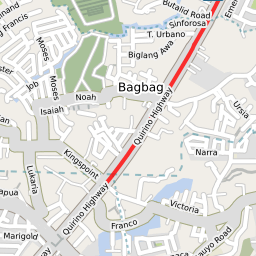 Butalid Road
Sinforosa
T. Urbano
Biglang Awa
Moses
Moses
Job
Noah
Bagbag
Isaiah
Quirino Highway
Ursia
Narra
Kingspoint
Lukaria
Quirino Highway
Marigold
Franco
Victoria